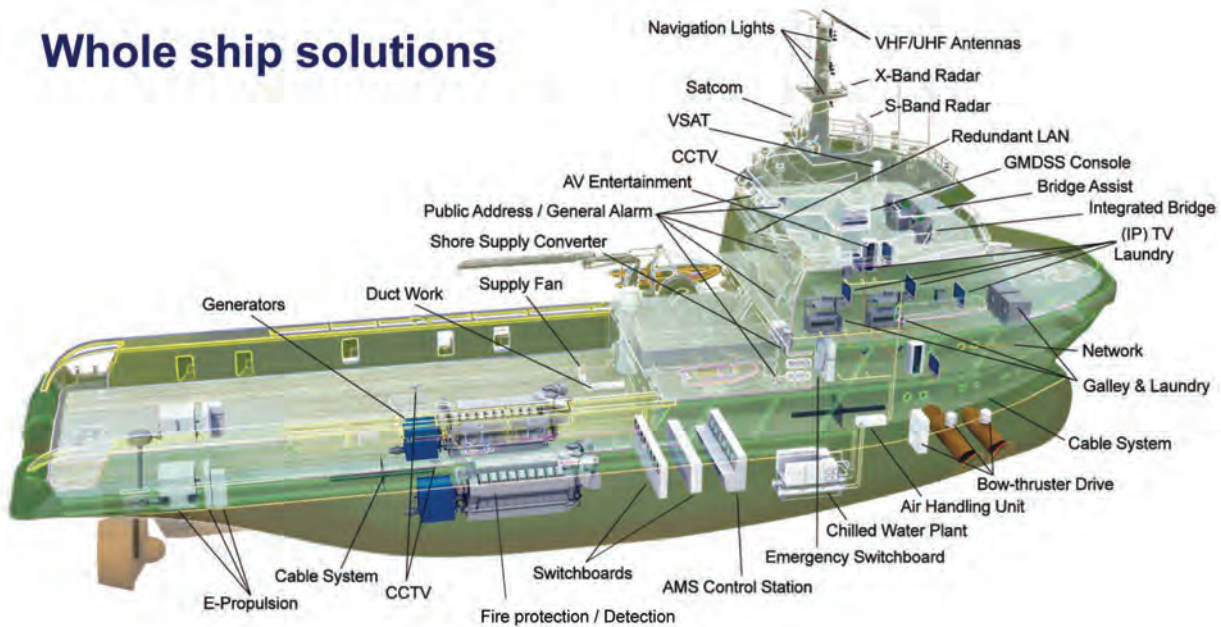 Whole ship solutions
Navigation Lights
VHF/UHF Antennas
X-Band Radar
Satcom
S-Band Radar
VSAT
Redundant LAN
CCTV
GMDSS Console
AV Entertainment
Bridge Assist
Public Address / General Alarm
Integrated Bridge
Shore Supply Converter
(IP) TV
Laundry
Supply Fan
Duct Work
Generators
Network
Galley & Laundry
Cable System
Bow-thruster Drive
Air Handling Unit
Chilled Water Plant
Emergency Switchboard
Switchboards
Cable System
AMS Control Station
CCTV
E-Propulsion
Fire protection / Detection